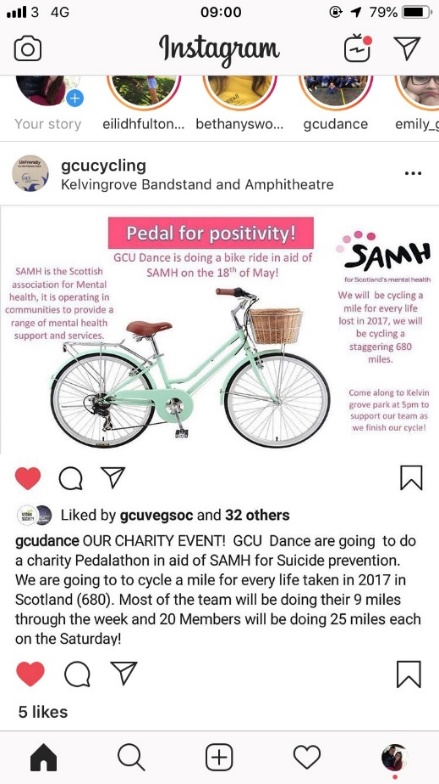 3 4G 09:00 79%
Instagram
Your story eilidhfulton... bethanyswo... gcudance emily_g
gcucycling
Kelvingrove Bandstand and Amphitheatre
Pedal for positivity!
GCU Dance is doing a bike ride in aid of
SAMH on the 18th of May!
SAMH is the Scottish
association for Mental
health, It is operating in
communities to provide a
range of mental health
support and services.
SAMH
for Scotland's mental health
We will be cycling a
mile for every life
lost in 2017, we will
be cycling a
staggering 680
miles.
Come along to Kelvin
grove park at 5pm to
support our team as
we finish our cycle!
Liked by gcuvegsoc and 32 others
gcudance OUR CHARITY EVENT! GCU Dance are going to do
a charity Pedalathon in aid of SAMH for Suicide prevention.
We are going to to cycle a mile for every life taken in 2017 in
Scotland (680). Most of the team will be doing their 9 miles
through the week and 20 Members will be doing 25 miles each
on the Saturday!
5 likes